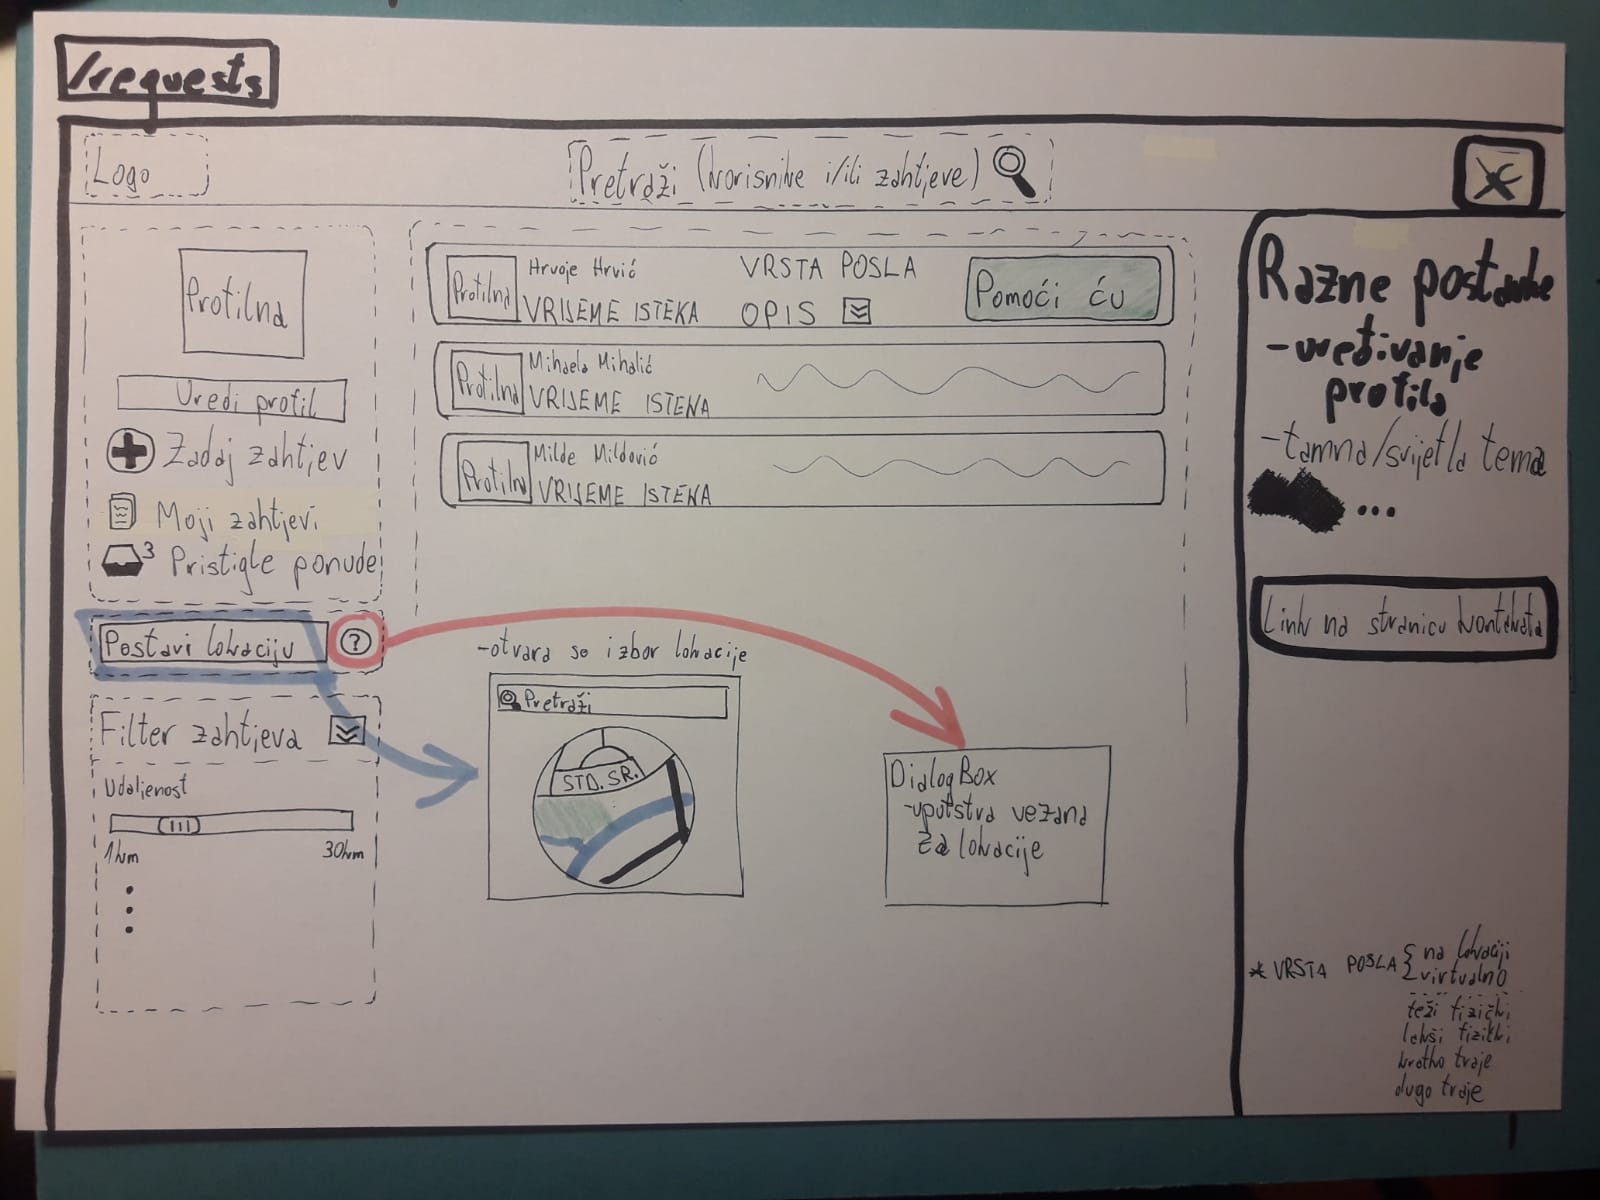 /requests
Logo
Pretraži (korisnike i/ili zahtjeve)
Profilna
Uredi profil
Zadaj zahtjev
Moji zahtjevi
3
Pristigle ponude
Postavi lokaciju
?
Filter zahtjeva
Udaljenost
1km 30km
Profilna
Hrvoje Hrvić
VRIJEME ISTEKA
VRSTA POSLA
OPIS
Pomoći ću
Profilna
Mihaela Mihalić
VRIJEME ISTEKA
Profilna
Milde Mildović
VRIJEME ISTEKA
-otvara se izbor lokacije
Pretraži
STD. SR.
DialogBox
-uputstva vezana
za lokacije
Razne postavke
-uređivanje
profila
-tamna/svijetla tema
...
Link na stranicu kontakata
* VRSTA POSLA { na lokaciji
virtualno
teži fizički
lakši fizički
kratko traje
dugo traje